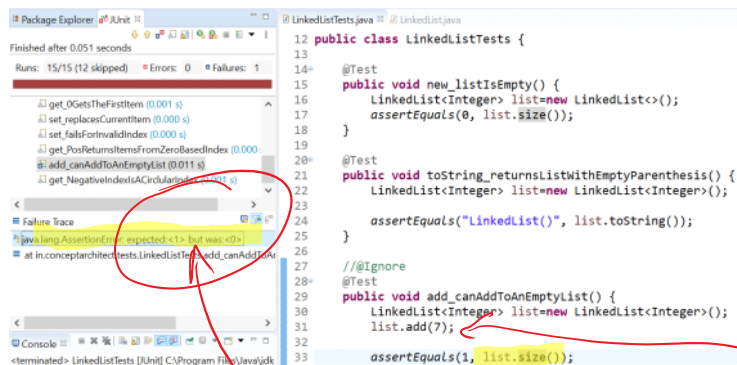 Package Explorer JUnit
Finished after 0.051 seconds
Runs: 15/15 (12 skipped) Errors: 0 Failures: 1
get_0GetsTheFirstItem (0.001 s)
set_replacesCurrentItem (0.000 s)
set_failsForInvalidIndex (0.000 s)
get_PosReturnsItemsFromZeroBasedIndex (0.000
add_canAddToAnEmptyList (0.011 s)
get_NegativeIndexIsACircularIndex (0.001 s)
Failure Trace
java.lang.AssertionError: expected:<1> but was:<0>
at in.conceptarchitect.tests.LinkedListTests.add_canAddToAr
Console
<terminated> LinkedListTests [JUnit] C:\Program Files\Java\jdk
LinkedListTests.java LinkedList.java
12 public class LinkedListTests {
13
14 @Test
15 public void new_listIsEmpty() {
16 LinkedList<Integer> list=new LinkedList<>();
17 assertEquals(0, list.size());
18 }
19
20 @Test
21 public void toString_returnsListWithEmptyParenthesis() {
22 LinkedList<Integer> list=new LinkedList<Integer>();
23
24 assertEquals("LinkedList()", list.toString());
25 }
26
27 //@Ignore
28 @Test
29 public void add_canAddToAnEmptyList() {
30 LinkedList<Integer> list=new LinkedList<Integer>();
31 list.add(7);
32
33 assertEquals(1, list.size());